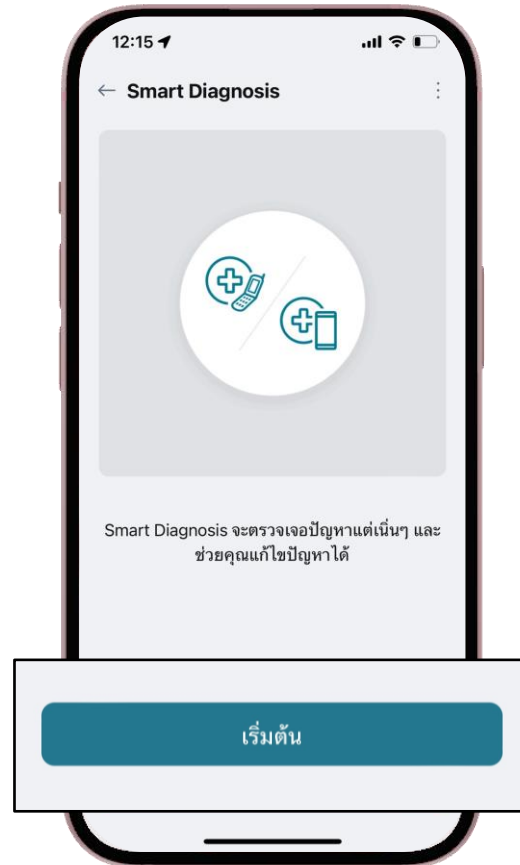 12:15
Smart Diagnosis
Smart Diagnosis จะตรวจเจอปัญหาแต่เนิ่นๆ และ
ช่วยคุณแก้ไขปัญหาได้
เริ่มต้น